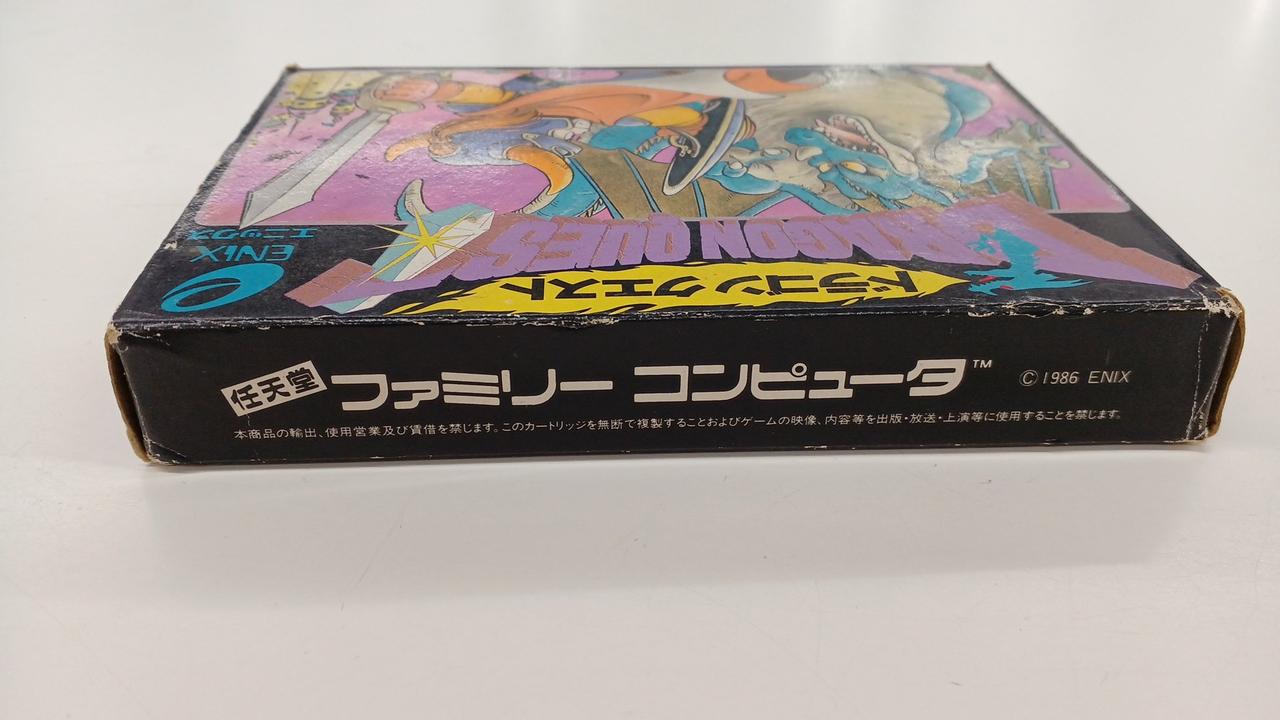 ENIX
エニックス
DRAGON QUEST
ドラゴンクエスト
任天堂 ファミリー コンピュータ™ © 1986 ENIX
本商品の輸出、使用営業及び賃借を禁じます。このカートリッジを無断で複製することおよびゲームの映像、内容等を出版・放送・上演等に使用することを禁じます。